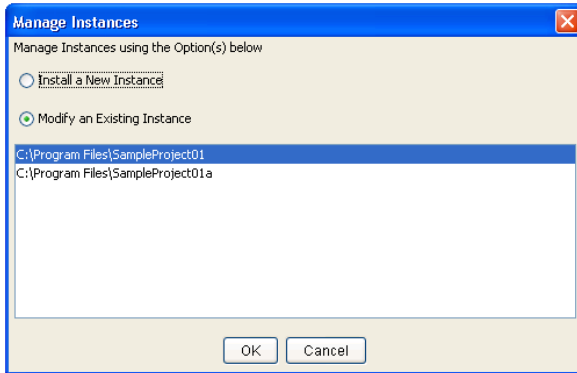 Manage Instances
Manage Instances using the Option(s) below
Install a New Instance
Modify an Existing Instance
C:\Program Files\SampleProject01
C:\Program Files\SampleProject01a
OK
Cancel